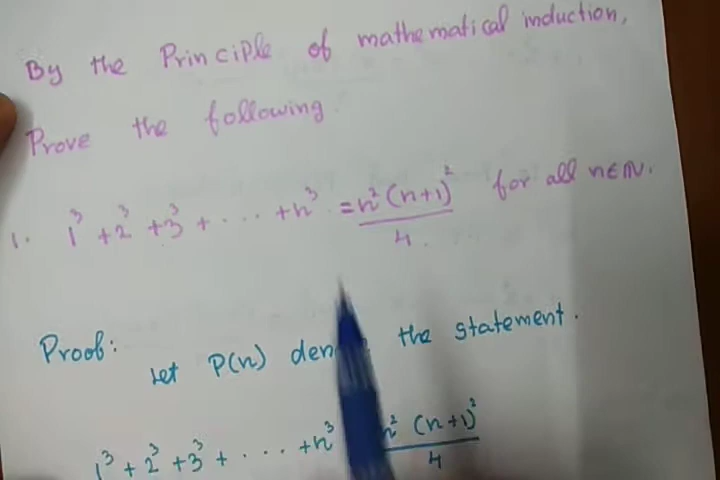 By the Principle of mathematical induction,
Prove the following
1. 1³ + 2³ + 3³ + . . . + n³ = n²(n+1)²/4 for all n∈N.
Proof: Let P(n) the statement.
1³ + 2³ + 3³ + . . . + n³ n² (n+1)²/4